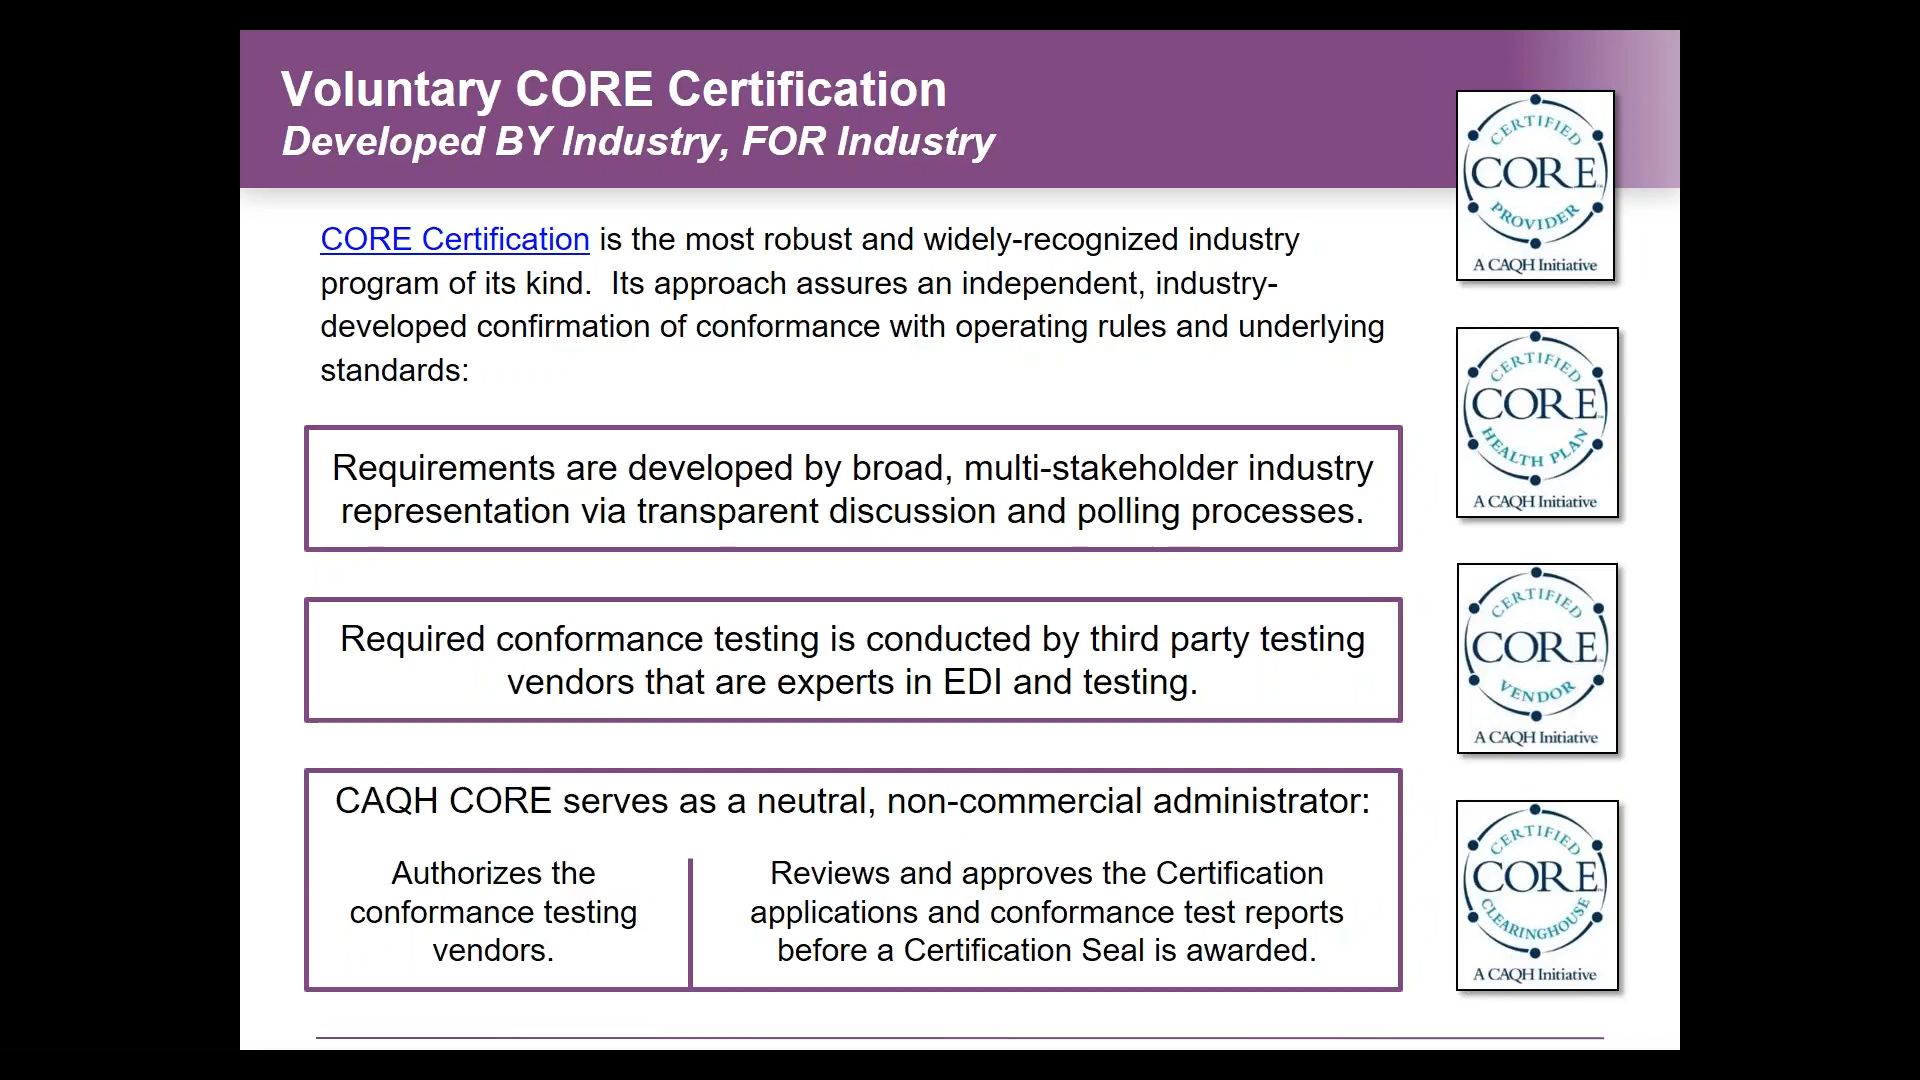 Voluntary CORE Certification
Developed BY Industry, FOR Industry
CORE Certification is the most robust and widely-recognized industry
program of its kind.  Its approach assures an independent, industry-
developed confirmation of conformance with operating rules and underlying
standards:
Requirements are developed by broad, multi-stakeholder industry
representation via transparent discussion and polling processes.
Required conformance testing is conducted by third party testing
vendors that are experts in EDI and testing.
CAQH CORE serves as a neutral, non-commercial administrator:
Authorizes the
conformance testing
vendors.
Reviews and approves the Certification
applications and conformance test reports
before a Certification Seal is awarded.
CERTIFIED
CORE™
PROVIDER
A CAQH Initiative
CERTIFIED
CORE™
HEALTH PLAN
A CAQH Initiative
CERTIFIED
CORE™
VENDOR
A CAQH Initiative
CERTIFIED
CORE™
CLEARINGHOUSE
A CAQH Initiative